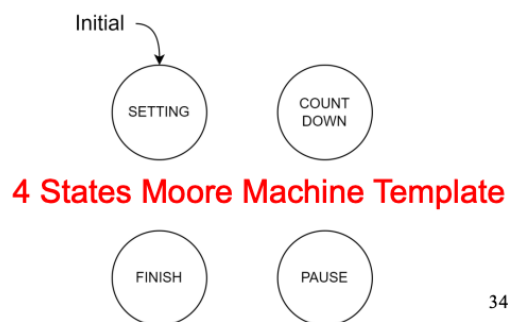 Initial
SETTING
COUNT
DOWN
4 States Moore Machine Template
FINISH
PAUSE
34